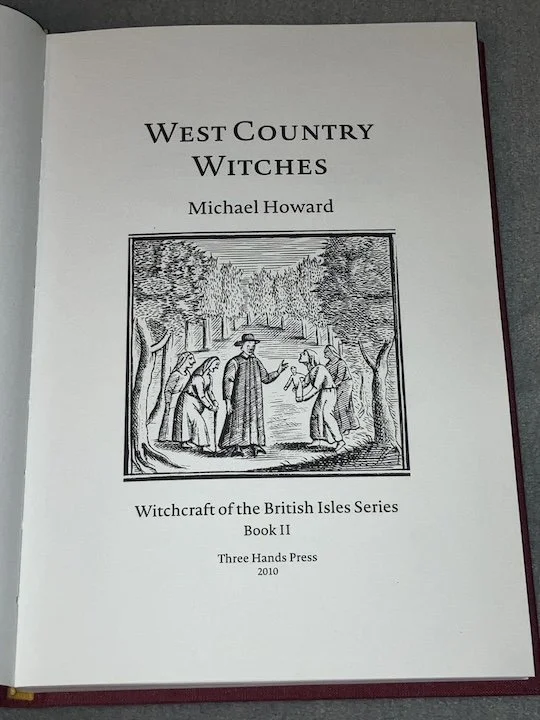 West Country
Witches
Michael Howard
Witchcraft of the British Isles Series
Book II
Three Hands Press
2010